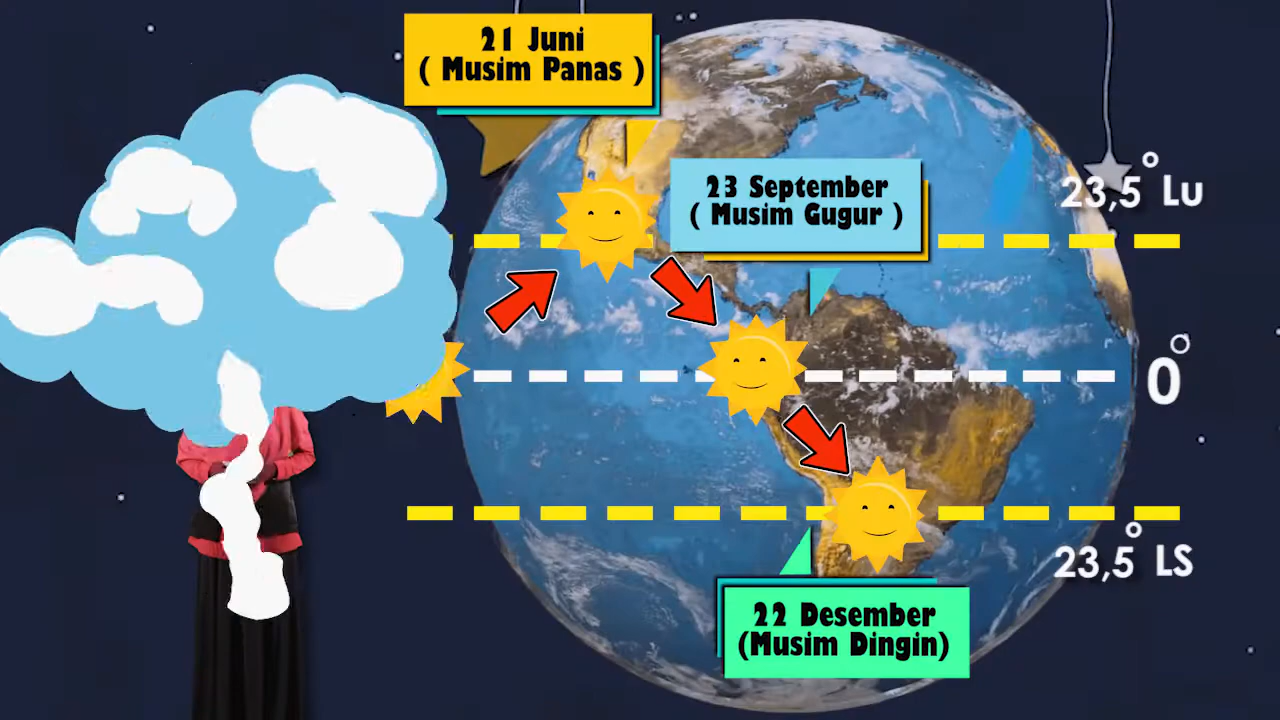 21 Juni
( Musim Panas )
23 September
( Musim Gugur )
23,5° Lu
0°
23,5° LS
22 Desember
(Musim Dingin)